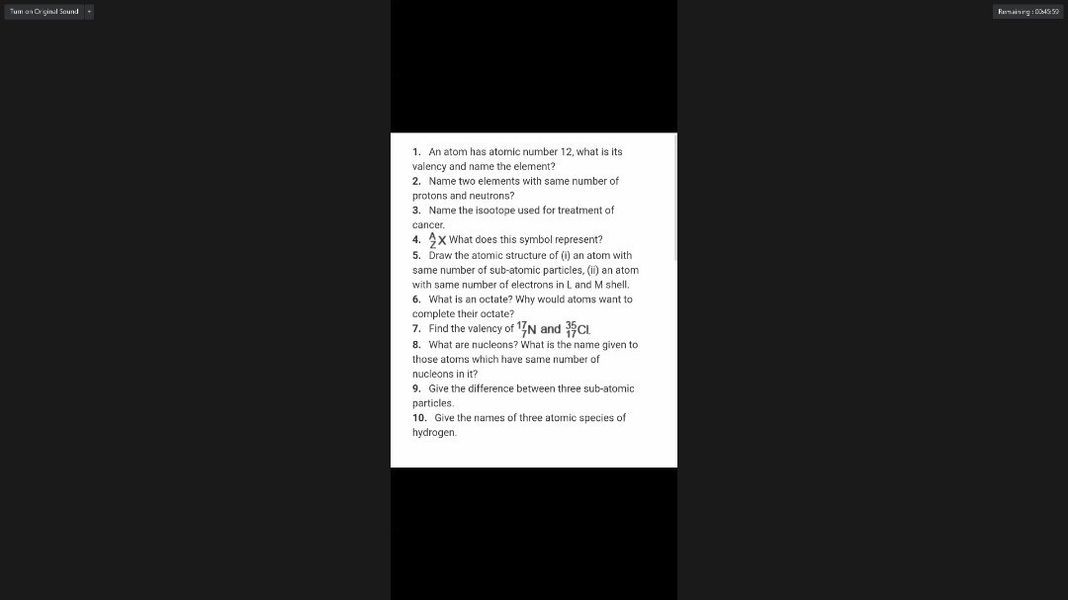 Turn on Original Sound
Remaining : 00:45:59
1. An atom has atomic number 12, what is its
valency and name the element?
2. Name two elements with same number of
protons and neutrons?
3. Name the isootope used for treatment of
cancer.
4. A/Z X What does this symbol represent?
5. Draw the atomic structure of (i) an atom with
same number of sub-atomic particles, (ii) an atom
with same number of electrons in L and M shell.
6. What is an octate? Why would atoms want to
complete their octate?
7. Find the valency of 17/7 N and 35/17 Cl.
8. What are nucleons? What is the name given to
those atoms which have same number of
nucleons in it?
9. Give the difference between three sub-atomic
particles.
10. Give the names of three atomic species of
hydrogen.